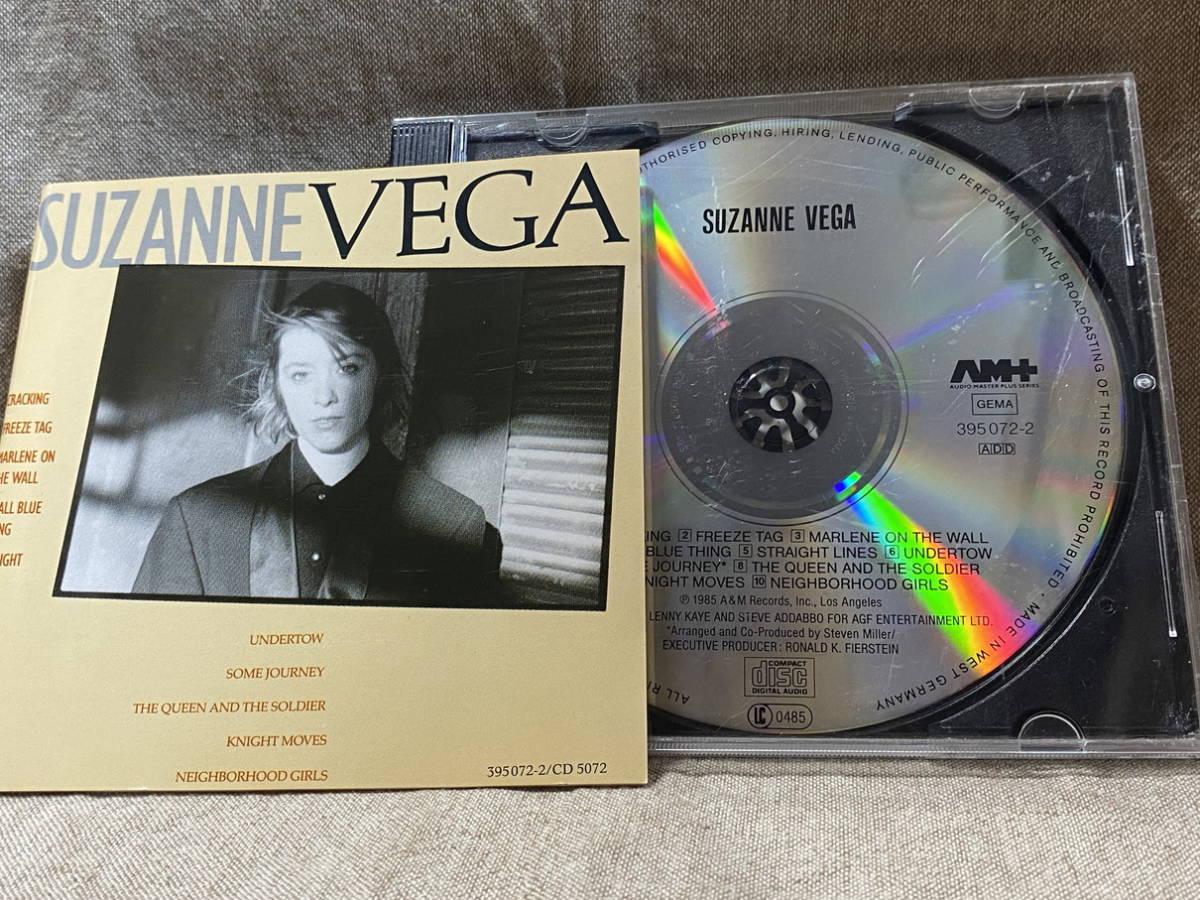 SUZANNE VEGA
CRACKING
FREEZE TAG
MARLENE ON
THE WALL
ALL BLUE
UNDERTOW
SOME JOURNEY
THE QUEEN AND THE SOLDIER
KNIGHT MOVES
NEIGHBORHOOD GIRLS
395 072-2/CD 5072
THORISED COPYING, HIRING, LENDING, PUBLIC PERFORMANCE AND BROADCASTING OF THIS RECORD PROHIBITED · MADE IN WEST GERMANY
SUZANNE VEGA
AM+
AUDIO MASTER PLUS SERIES
GEMA
395 072-2
ADD
KING 2 FREEZE TAG 3 MARLENE ON THE WALL
BLUE THING 5 STRAIGHT LINES 6 UNDERTOW
JOURNEY* 8 THE QUEEN AND THE SOLDIER
NIGHT MOVES 10 NEIGHBORHOOD GIRLS
℗ 1985 A&M Records, Inc., Los Angeles
LENNY KAYE AND STEVE ADDABBO FOR AGF ENTERTAINMENT LTD.
*Arranged and Co-Produced by Steven Miller/
EXECUTIVE PRODUCER: RONALD K. FIERSTEIN
COMPACT
disc
DIGITAL AUDIO
LC 0485
ALL RI